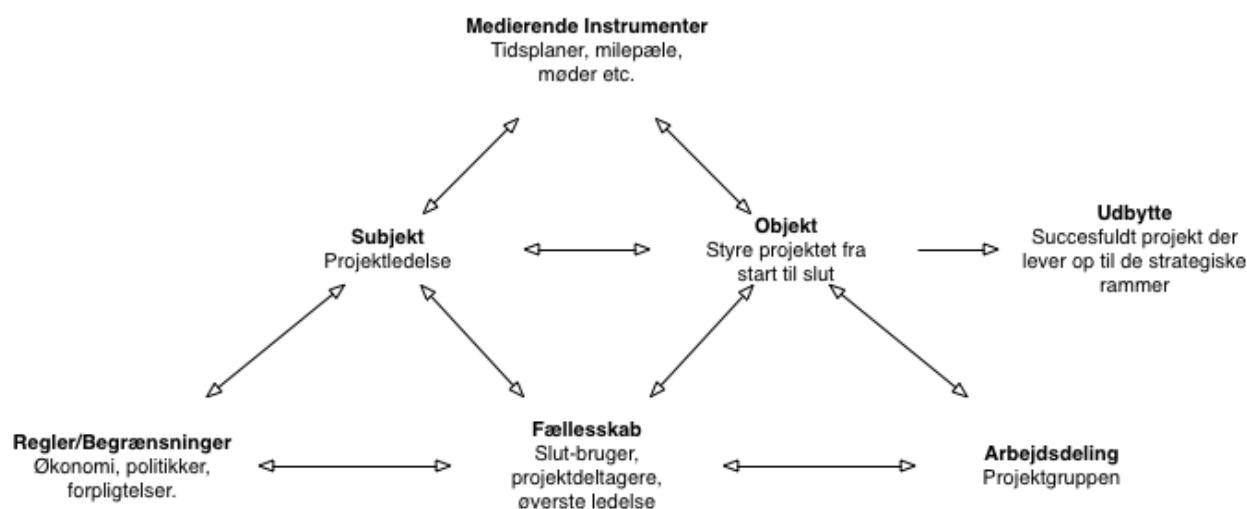 Medierende Instrumenter
Tidsplaner, milepæle,
møder etc.
Subjekt
Projektledelse
Objekt
Styre projektet fra
start til slut
Udbytte
Succesfuldt projekt der
lever op til de strategiske
rammer
Regler/Begrænsninger
Økonomi, politikker,
forpligtelser.
Fællesskab
Slut-bruger,
projektdeltagere,
øverste ledelse
Arbejdsdeling
Projektgruppen